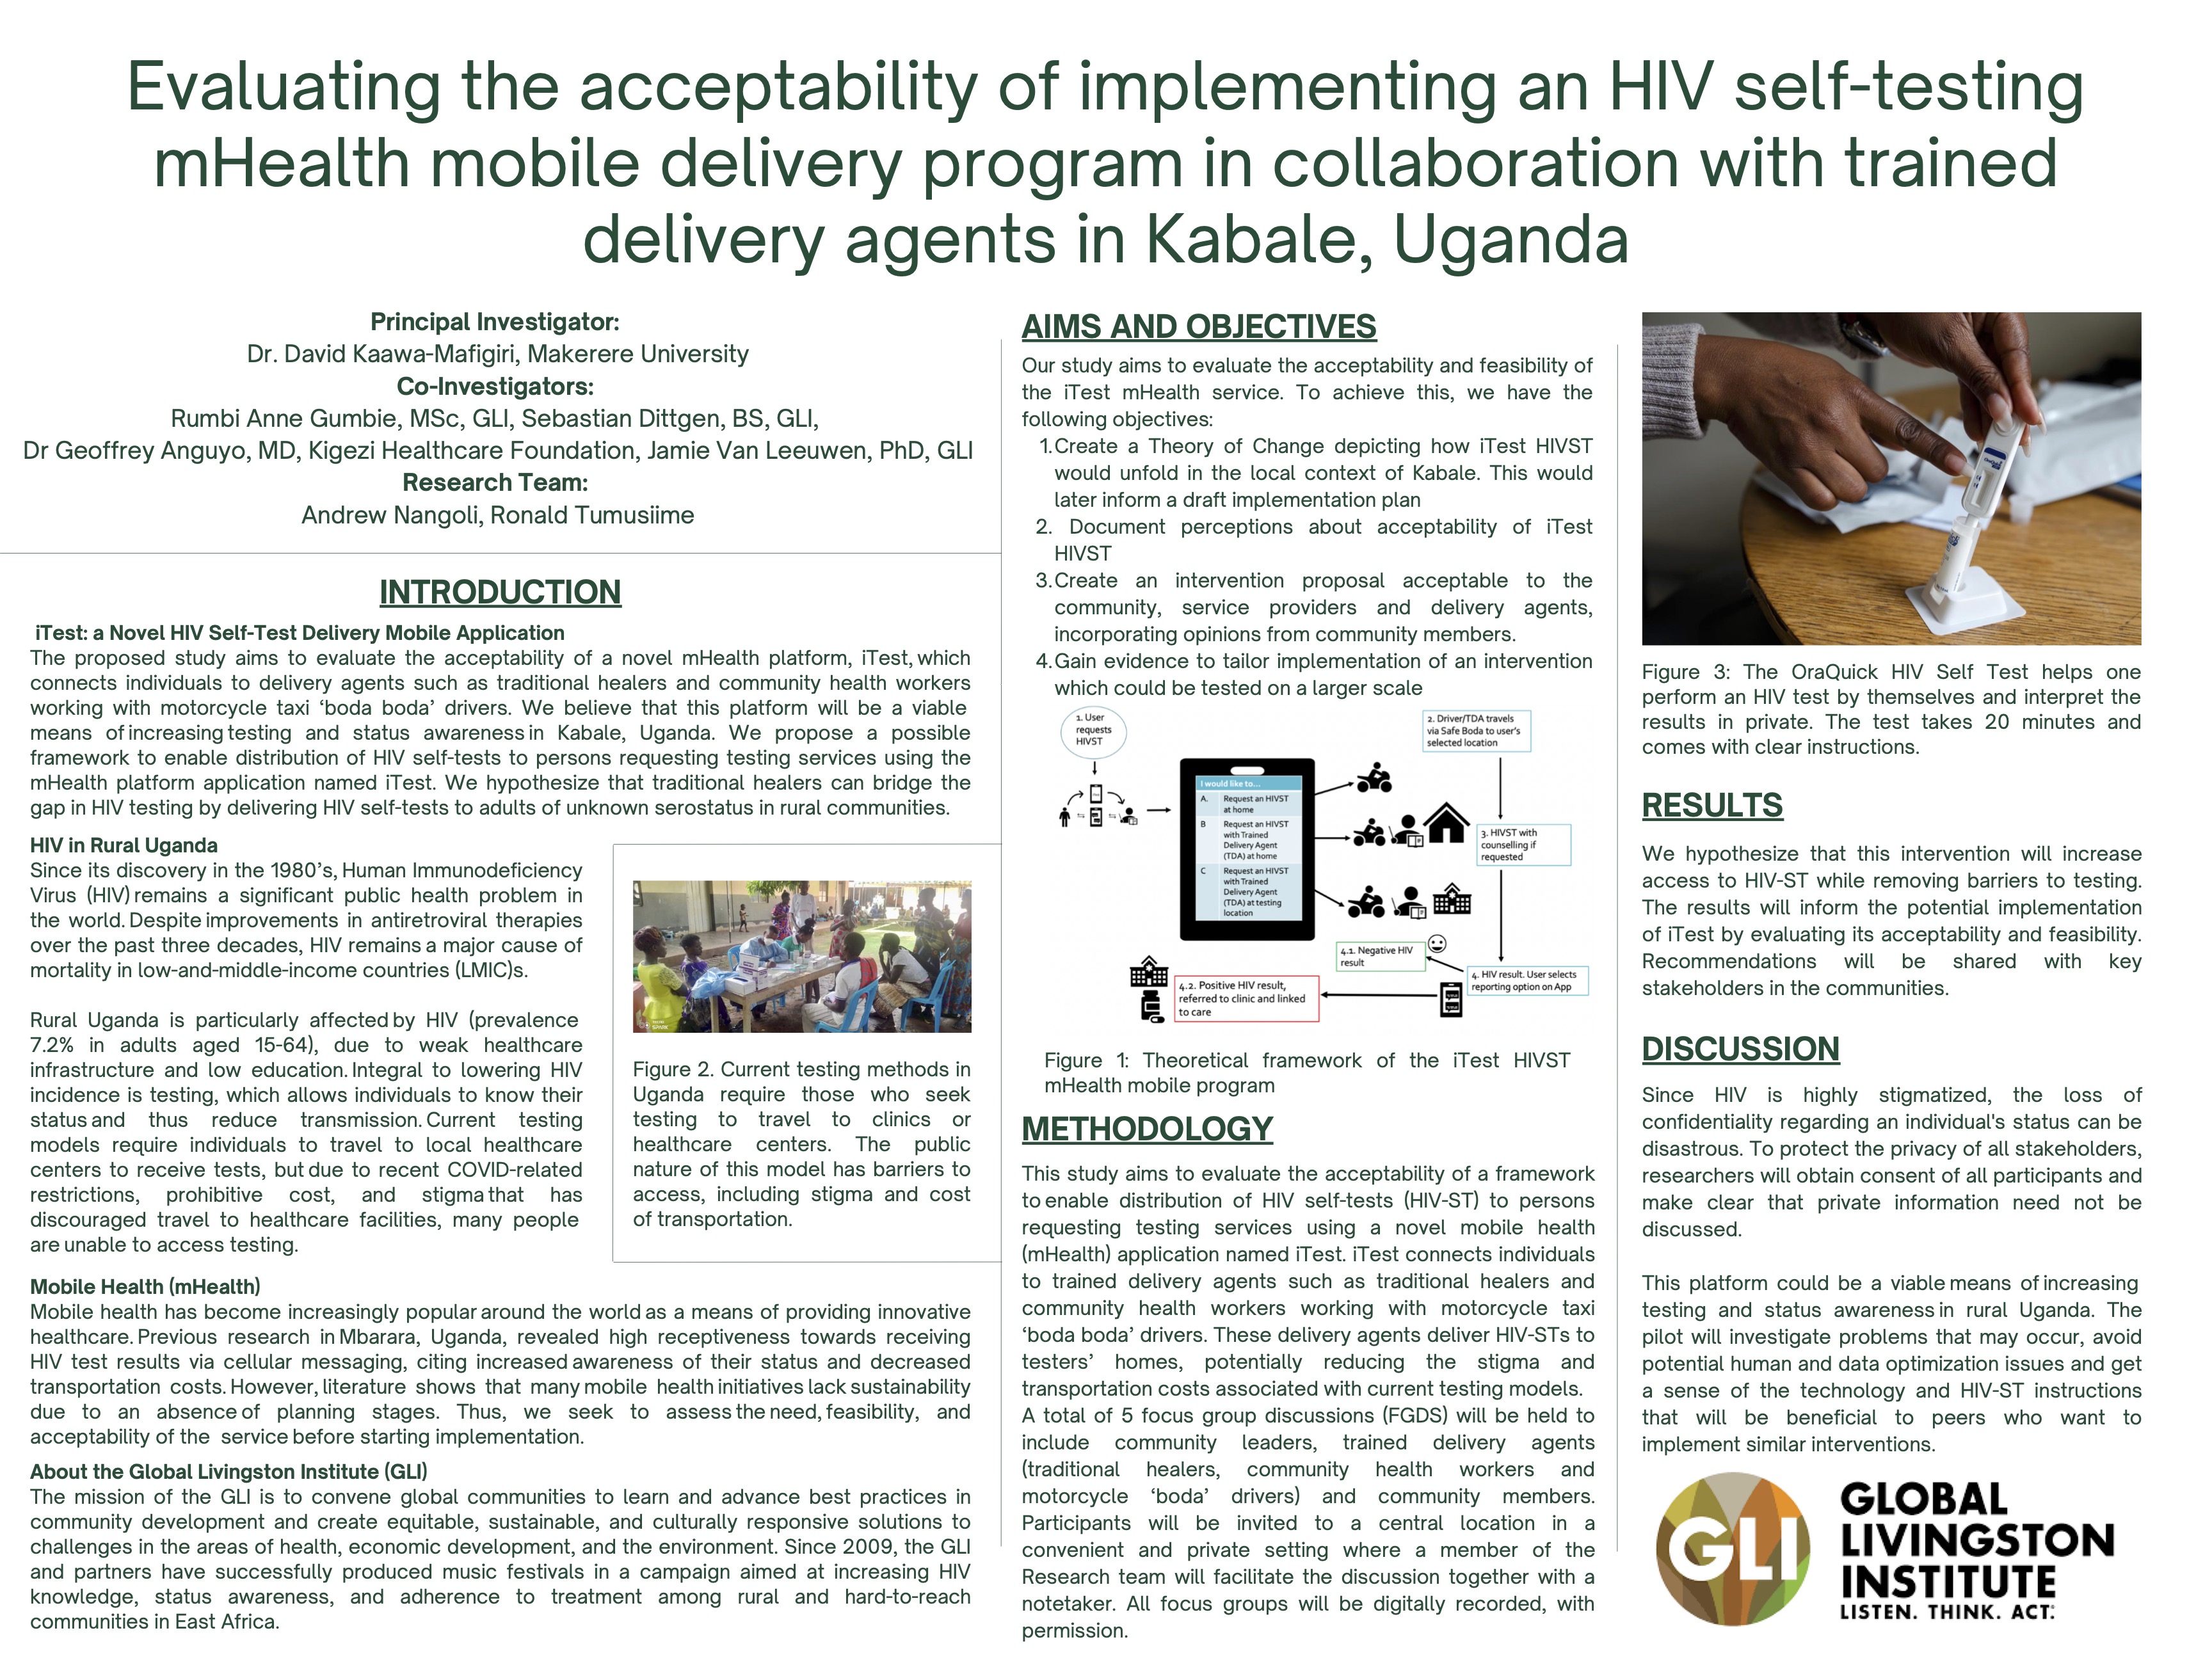 Evaluating the acceptability of implementing an HIV self-testing
mHealth mobile delivery program in collaboration with trained
delivery agents in Kabale, Uganda
Principal Investigator:
Dr. David Kaawa-Mafigiri, Makerere University
Co-Investigators:
Rumbi Anne Gumbie, MSc, GLI, Sebastian Dittgen, BS, GLI,
Dr Geoffrey Anguyo, MD, Kigezi Healthcare Foundation, Jamie Van Leeuwen, PhD, GLI
Research Team:
Andrew Nangoli, Ronald Tumusiime
INTRODUCTION
iTest: a Novel HIV Self-Test Delivery Mobile Application
The proposed study aims to evaluate the acceptability of a novel mHealth platform, iTest, which
connects individuals to delivery agents such as traditional healers and community health workers
working with motorcycle taxi ‘boda boda’ drivers. We believe that this platform will be a viable
means of increasing testing and status awareness in Kabale, Uganda. We propose a possible
framework to enable distribution of HIV self-tests to persons requesting testing services using the
mHealth platform application named iTest. We hypothesize that traditional healers can bridge the
gap in HIV testing by delivering HIV self-tests to adults of unknown serostatus in rural communities.
HIV in Rural Uganda
Since its discovery in the 1980’s, Human Immunodeficiency
Virus (HIV) remains a significant public health problem in
the world. Despite improvements in antiretroviral therapies
over the past three decades, HIV remains a major cause of
mortality in low-and-middle-income countries (LMIC)s.
Rural Uganda is particularly affected by HIV (prevalence
7.2% in adults aged 15-64), due to weak healthcare
infrastructure and low education. Integral to lowering HIV
incidence is testing, which allows individuals to know their
status and thus reduce transmission. Current testing
models require individuals to travel to local healthcare
centers to receive tests, but due to recent COVID-related
restrictions, prohibitive cost, and stigma that has
discouraged travel to healthcare facilities, many people
are unable to access testing.
Figure 2. Current testing methods in
Uganda require those who seek
testing to travel to clinics or
healthcare centers. The public
nature of this model has barriers to
access, including stigma and cost
of transportation.
Mobile Health (mHealth)
Mobile health has become increasingly popular around the world as a means of providing innovative
healthcare. Previous research in Mbarara, Uganda, revealed high receptiveness towards receiving
HIV test results via cellular messaging, citing increased awareness of their status and decreased
transportation costs. However, literature shows that many mobile health initiatives lack sustainability
due to an absence of planning stages. Thus, we seek to assess the need, feasibility, and
acceptability of the service before starting implementation.
About the Global Livingston Institute (GLI)
The mission of the GLI is to convene global communities to learn and advance best practices in
community development and create equitable, sustainable, and culturally responsive solutions to
challenges in the areas of health, economic development, and the environment. Since 2009, the GLI
and partners have successfully produced music festivals in a campaign aimed at increasing HIV
knowledge, status awareness, and adherence to treatment among rural and hard-to-reach
communities in East Africa.
AIMS AND OBJECTIVES
Our study aims to evaluate the acceptability and feasibility of
the iTest mHealth service. To achieve this, we have the
following objectives:
1. Create a Theory of Change depicting how iTest HIVST
would unfold in the local context of Kabale. This would
later inform a draft implementation plan
2. Document perceptions about acceptability of iTest
HIVST
3. Create an intervention proposal acceptable to the
community, service providers and delivery agents,
incorporating opinions from community members.
4. Gain evidence to tailor implementation of an intervention
which could be tested on a larger scale
1. User
requests
HIVST
2. Driver/TDA travels
via Safe Boda to user's
selected location
I would like to...
A. Request an HIVST
at home
B Request an HIVST
with Trained
Delivery Agent
(TDA) at home
C Request an HIVST
with Trained
Delivery Agent
(TDA) at testing
location
3. HIVST with
counselling if
requested
4.1. Negative HIV
result
4. HIV result. User selects
reporting option on App
4.2. Positive HIV result,
referred to clinic and linked
to care
Figure 1: Theoretical framework of the iTest HIVST
mHealth mobile program
METHODOLOGY
This study aims to evaluate the acceptability of a framework
to enable distribution of HIV self-tests (HIV-ST) to persons
requesting testing services using a novel mobile health
(mHealth) application named iTest. iTest connects individuals
to trained delivery agents such as traditional healers and
community health workers working with motorcycle taxi
‘boda boda’ drivers. These delivery agents deliver HIV-STs to
testers’ homes, potentially reducing the stigma and
transportation costs associated with current testing models.
A total of 5 focus group discussions (FGDS) will be held to
include community leaders, trained delivery agents
(traditional healers, community health workers and
motorcycle ‘boda’ drivers) and community members.
Participants will be invited to a central location in a
convenient and private setting where a member of the
Research team will facilitate the discussion together with a
notetaker. All focus groups will be digitally recorded, with
permission.
Figure 3: The OraQuick HIV Self Test helps one
perform an HIV test by themselves and interpret the
results in private. The test takes 20 minutes and
comes with clear instructions.
RESULTS
We hypothesize that this intervention will increase
access to HIV-ST while removing barriers to testing.
The results will inform the potential implementation
of iTest by evaluating its acceptability and feasibility.
Recommendations will be shared with key
stakeholders in the communities.
DISCUSSION
Since HIV is highly stigmatized, the loss of
confidentiality regarding an individual's status can be
disastrous. To protect the privacy of all stakeholders,
researchers will obtain consent of all participants and
make clear that private information need not be
discussed.
This platform could be a viable means of increasing
testing and status awareness in rural Uganda. The
pilot will investigate problems that may occur, avoid
potential human and data optimization issues and get
a sense of the technology and HIV-ST instructions
that will be beneficial to peers who want to
implement similar interventions.
GLI
GLOBAL
LIVINGSTON
INSTITUTE
LISTEN. THINK. ACT.